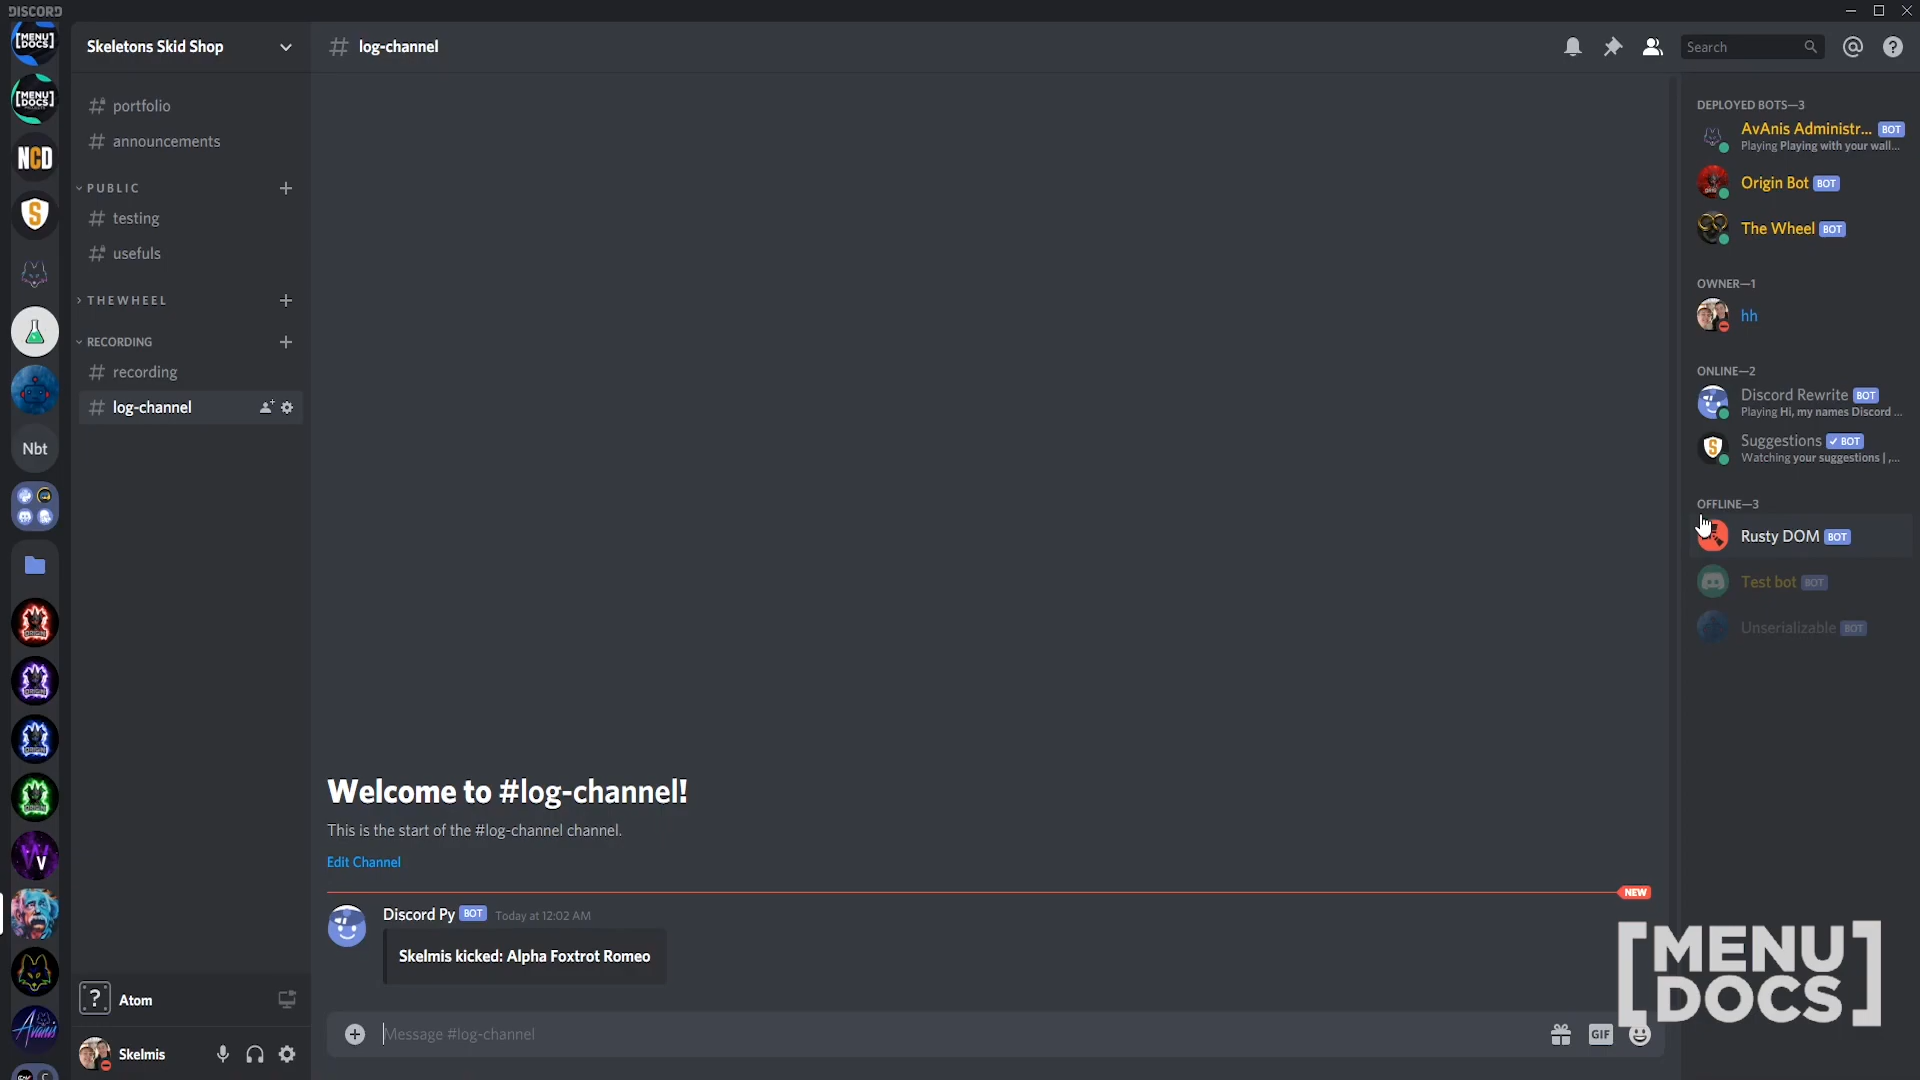 DISCORD
[MENU DOCS]
[MENU DOCS]
NCD
S
Nbt
V
Avanis
Skeletons Skid Shop
portfolio
announcements
PUBLIC
testing
usefuls
THEWHEEL
RECORDING
recording
log-channel
Atom
Skelmis
# log-channel
Search
Welcome to #log-channel!
This is the start of the #log-channel channel.
Edit Channel
NEW
Discord Py BOT Today at 12:02 AM
Skelmis kicked: Alpha Foxtrot Romeo
Message #log-channel
GIF
DEPLOYED BOTS—3
AvAnis Administr... BOT
Playing Playing with your wall...
Origin Bot BOT
The Wheel BOT
OWNER—1
hh
ONLINE—2
Discord Rewrite BOT
Playing Hi, my names Discord ...
Suggestions ✓ BOT
Watching your suggestions | ,...
OFFLINE—3
Rusty DOM BOT
Test bot BOT
Unserializable BOT
[MENU
DOCS]